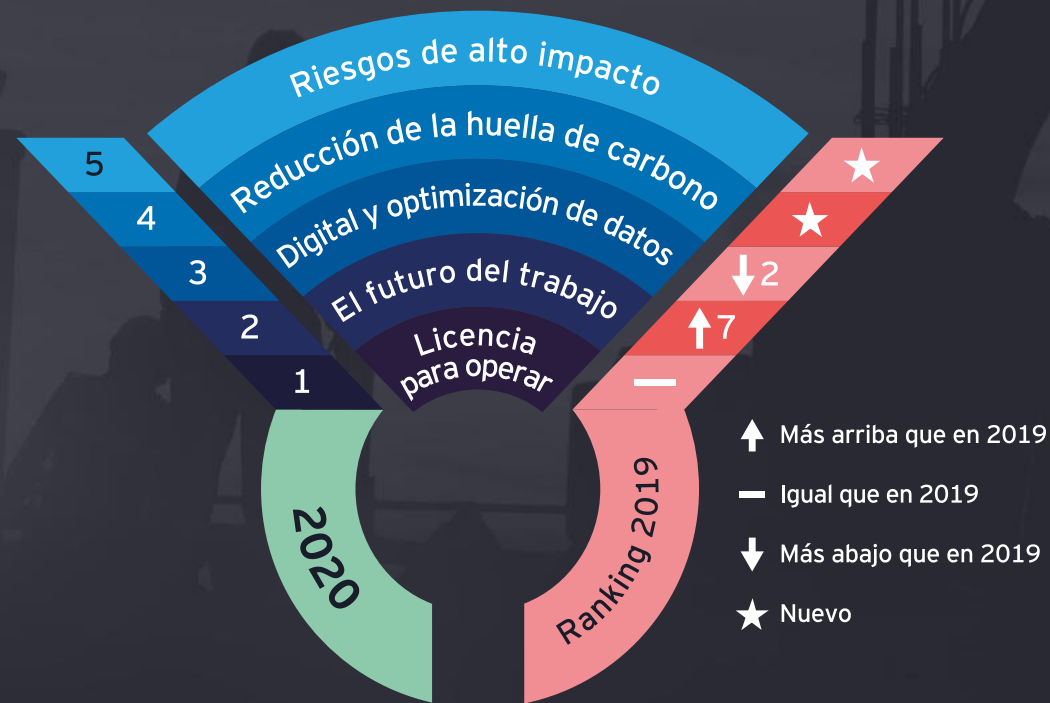 Riesgos de alto impacto
Reducción de la huella de carbono
Digital y optimización de datos
El futuro del trabajo
Licencia
para operar
5
4
3
2
1
2020
2
7
Ranking 2019
Más arriba que en 2019
Igual que en 2019
Más abajo que en 2019
Nuevo